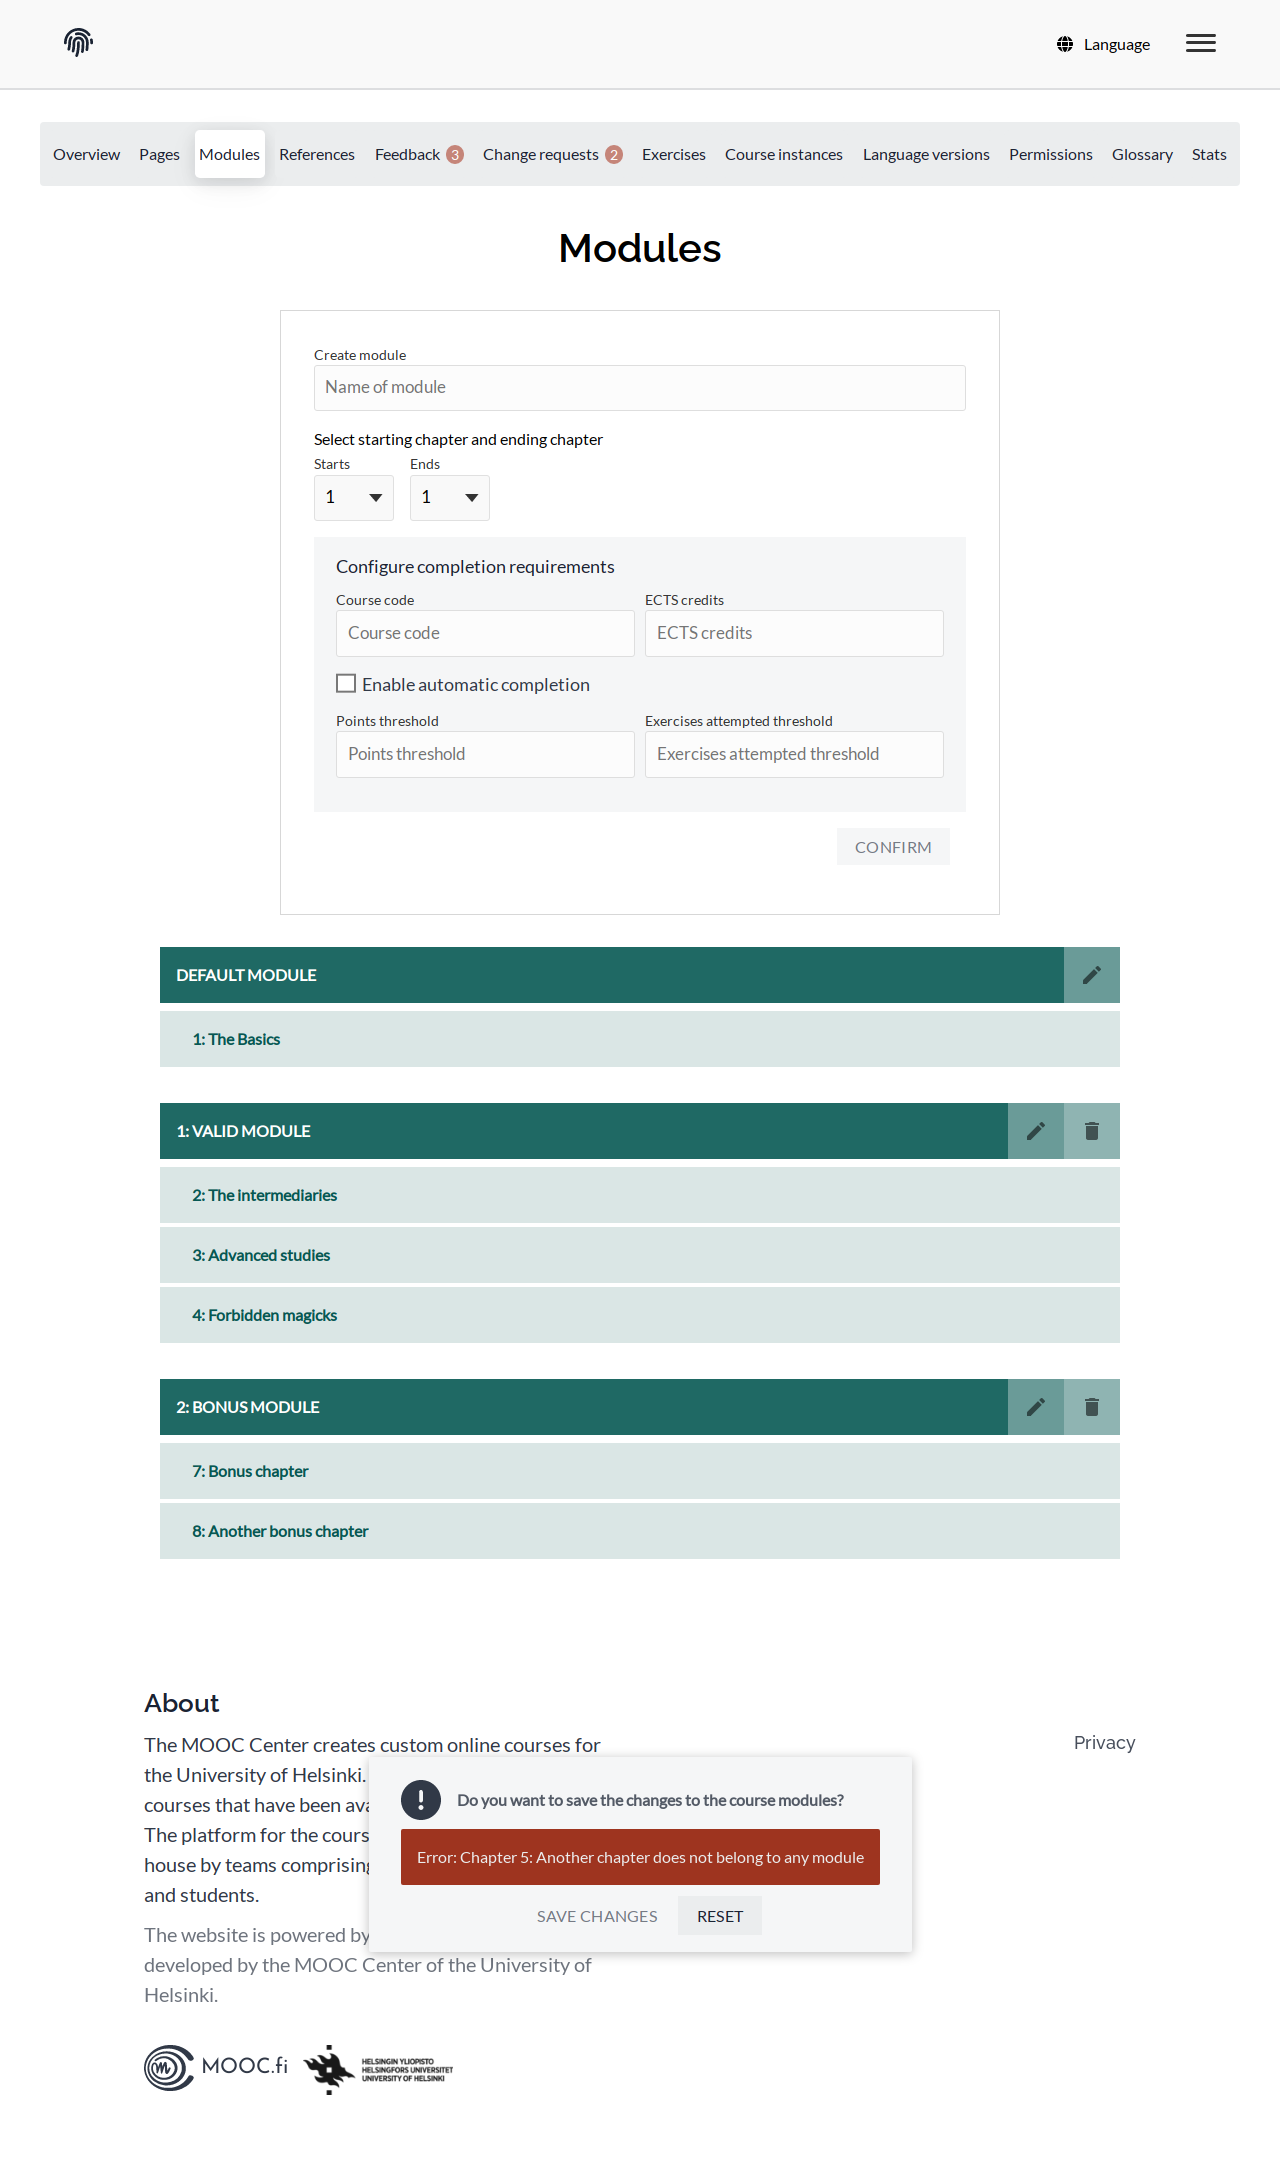 Language
Overview Pages Modules References Feedback 3 Change requests 2 Exercises Course instances Language versions Permissions Glossary Stats
Modules
Create module
Name of module
Select starting chapter and ending chapter
Starts Ends
1 1
Configure completion requirements
Course code ECTS credits
Course code ECTS credits
Enable automatic completion
Points threshold Exercises attempted threshold
Points threshold Exercises attempted threshold
CONFIRM
DEFAULT MODULE
1: The Basics
1: VALID MODULE
2: The intermediaries
3: Advanced studies
4: Forbidden magicks
2: BONUS MODULE
7: Bonus chapter
8: Another bonus chapter
About
The MOOC Center creates custom online courses for
Privacy
the University of Helsinki.
courses that have been ava
The platform for the cours
house by teams comprising
and students.
The website is powered by
developed by the MOOC Center of the University of
Helsinki.
Do you want to save the changes to the course modules?
Error: Chapter 5: Another chapter does not belong to any module
SAVE CHANGES RESET
MOOC.fi
HELSINGIN YLIOPISTO
HELSINGFORS UNIVERSITET
UNIVERSITY OF HELSINKI